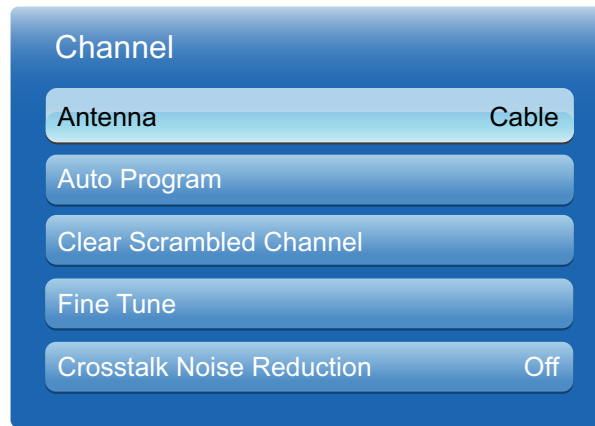 Channel
Antenna Cable
Auto Program
Clear Scrambled Channel
Fine Tune
Crosstalk Noise Reduction Off